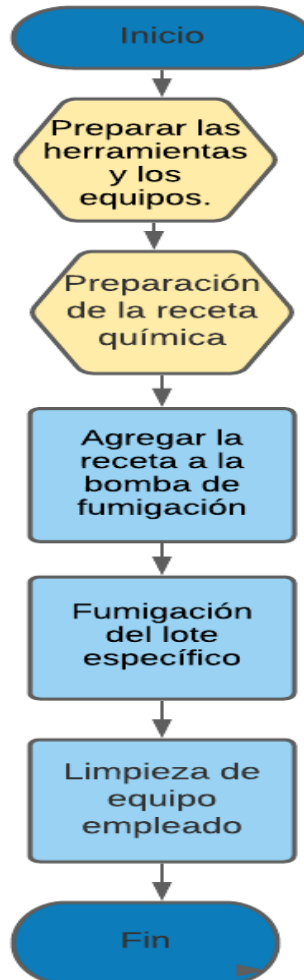 Inicio
Preparar las
herramientas
y los
equipos.
Preparación
de la receta
química
Agregar la
receta a la
bomba de
fumigación
Fumigación
del lote
específico
Limpieza de
equipo
empleado
Fin